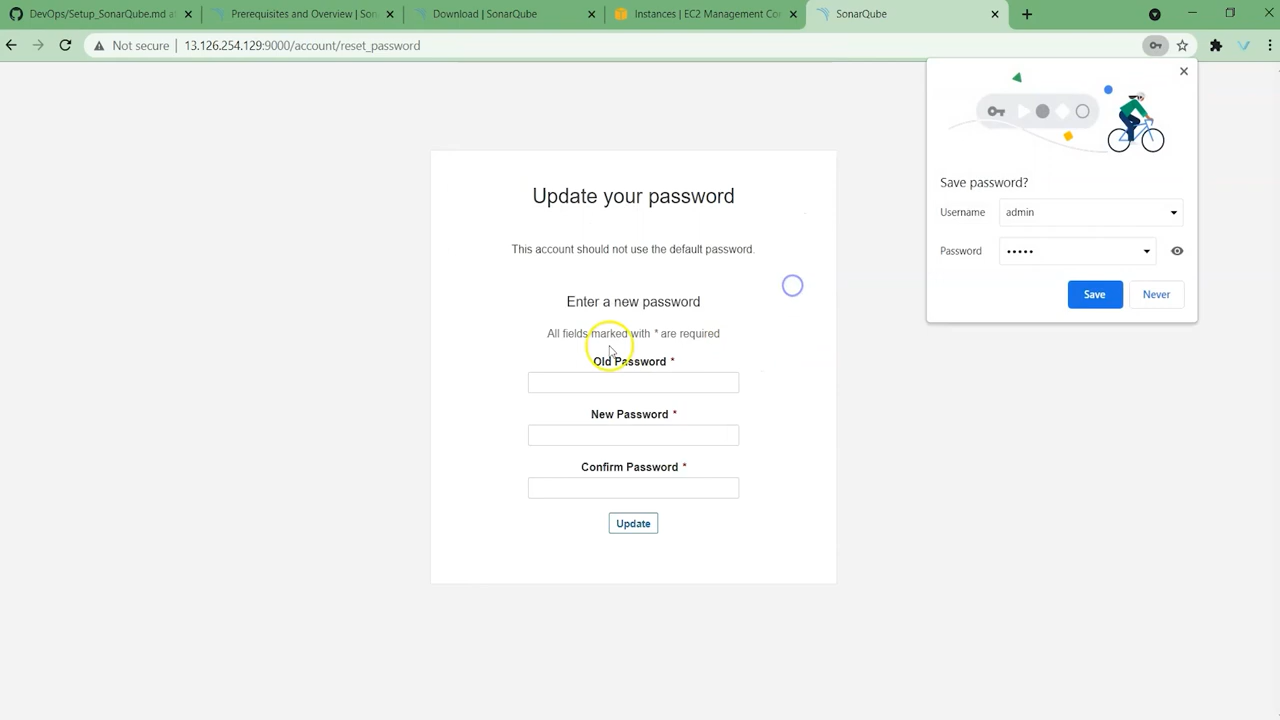 DevOps/Setup_SonarQube.md at
Prerequisites and Overview | Son
Download | SonarQube
Instances | EC2 Management Con
SonarQube
Not secure
13.126.254.129:9000/account/reset_password
Save password?
Username
admin
Password
•••••
Save
Never
Update your password
This account should not use the default password.
Enter a new password
All fields marked with * are required
Old Password *
New Password *
Confirm Password *
Update